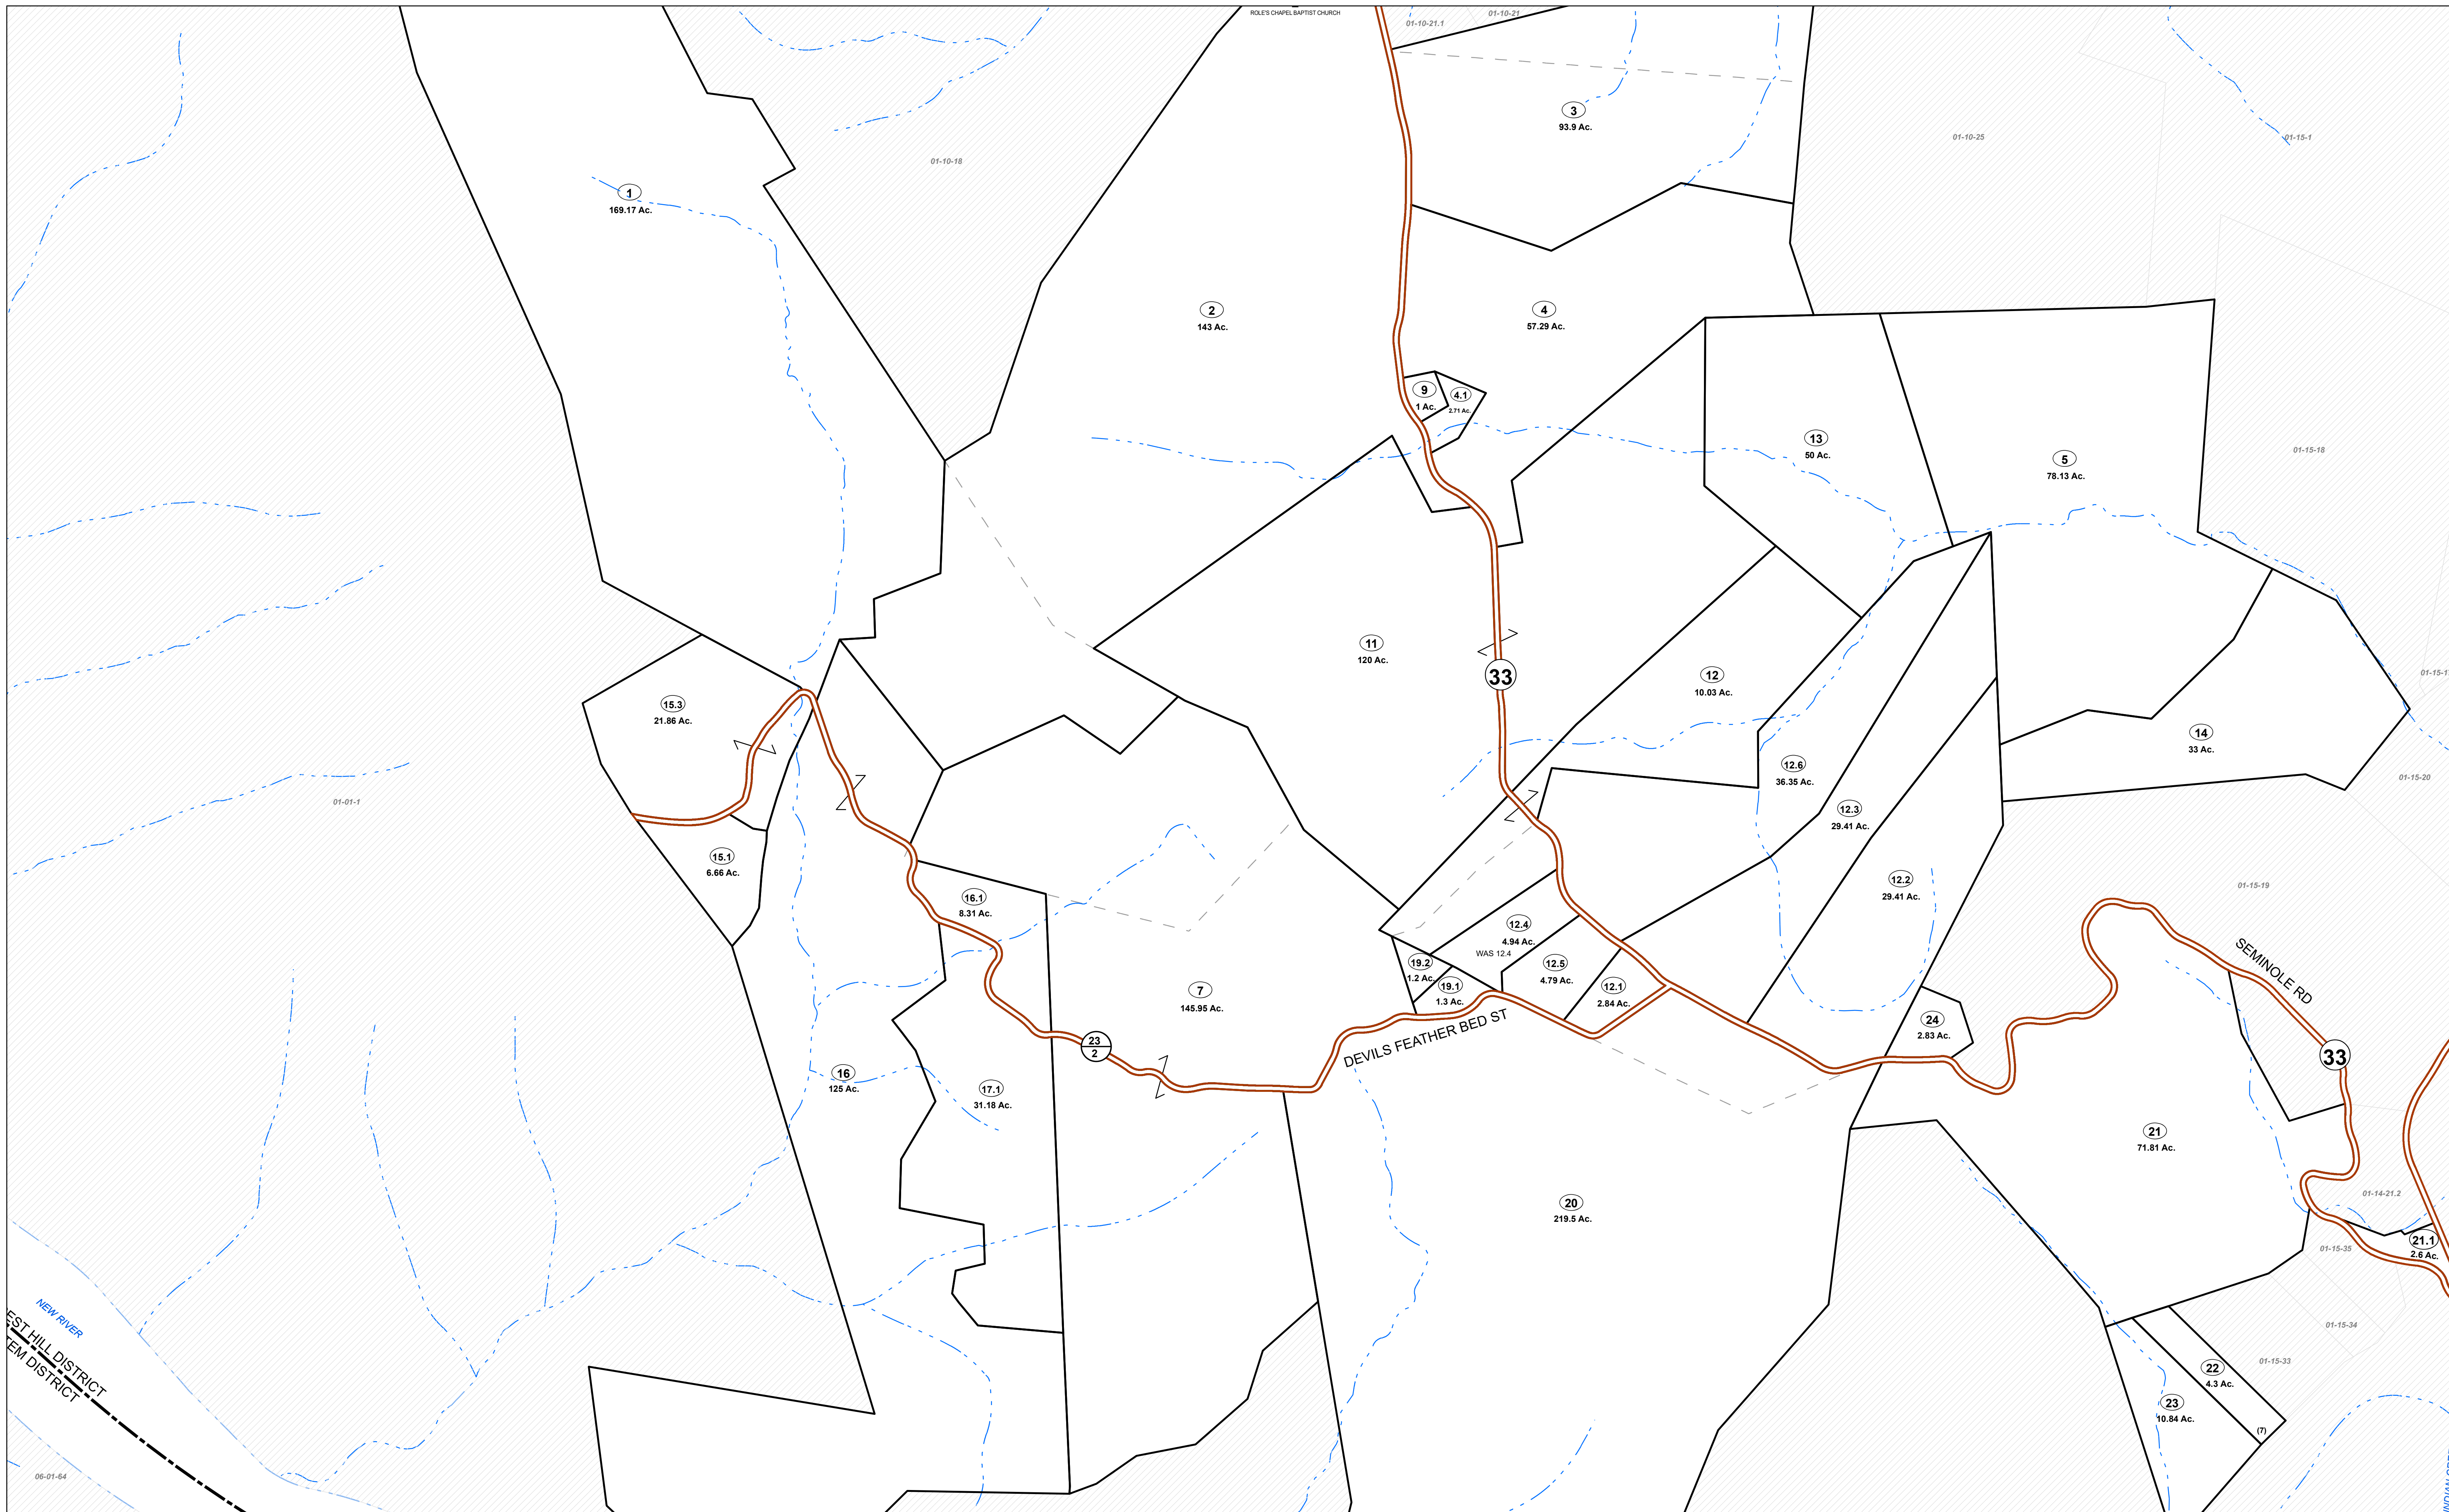 ROLE'S CHAPEL BAPTIST CHURCH
01-10-21.1
01-10-21
3
93.9 Ac.
01-10-25
01-15-1
01-10-18
1
169.17 Ac.
2
143 Ac.
4
57.29 Ac.
9
1 Ac.
4.1
2.71 Ac.
13
50 Ac.
5
78.13 Ac.
01-15-18
11
120 Ac.
33
12
10.03 Ac.
15.3
21.86 Ac.
14
33 Ac.
12.6
36.35 Ac.
01-15-20
01-01-1
12.3
29.41 Ac.
15.1
6.66 Ac.
12.2
29.41 Ac.
01-15-19
16.1
8.31 Ac.
12.4
4.94 Ac.
WAS 12.4
19.2
1.2 Ac.
12.5
4.79 Ac.
19.1
1.3 Ac.
12.1
2.84 Ac.
7
145.95 Ac.
SEMINOLE RD
24
2.83 Ac.
DEVILS FEATHER BED ST
23
2
33
16
125 Ac.
17.1
31.18 Ac.
21
71.81 Ac.
20
219.5 Ac.
01-14-21.2
21.1
2.6 Ac.
01-15-35
NEW RIVER
EST HILL DISTRICT
TEM DISTRICT
01-15-34
01-15-33
22
4.3 Ac.
23
10.84 Ac.
(7)
06-01-64